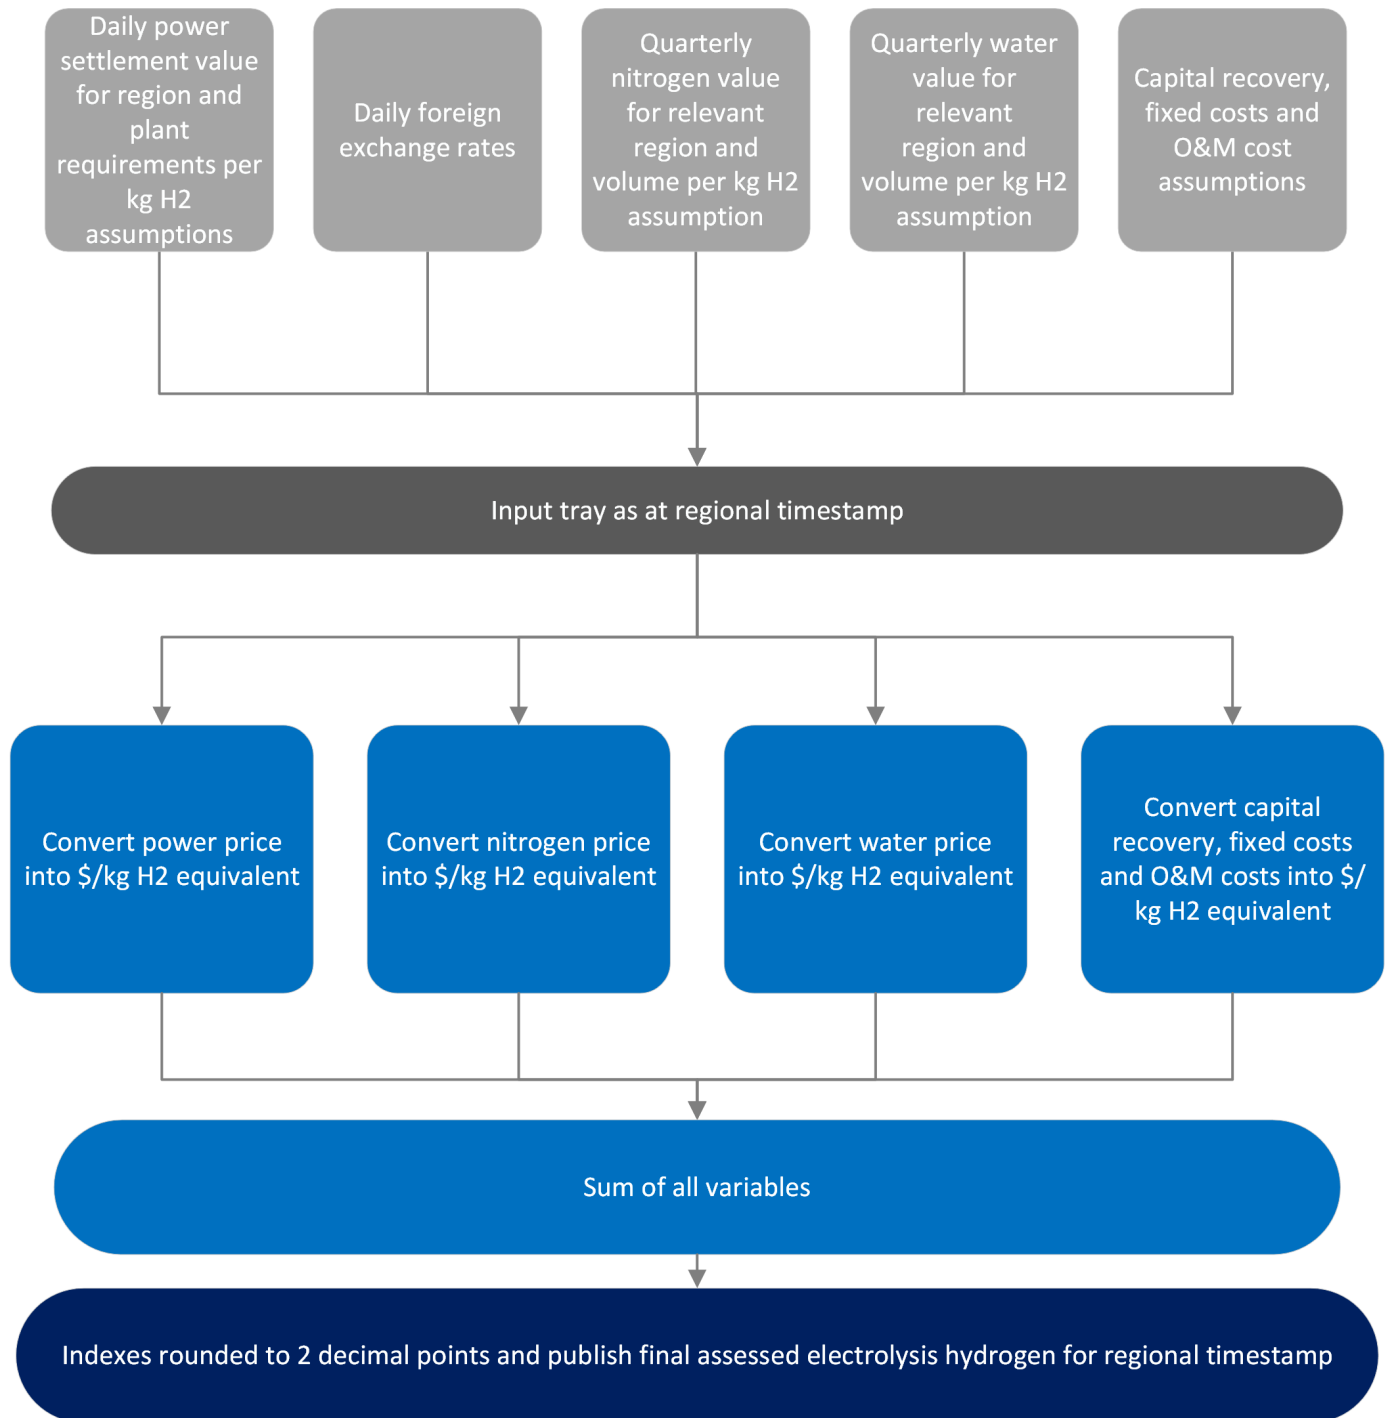 Daily power
settlement value
for region and
plant
requirements per
kg H2
assumptions
Daily foreign
exchange rates
Quarterly
nitrogen value
for relevant
region and
volume per kg H2
assumption
Quarterly water
value for
relevant
region and
volume per kg H2
assumption
Capital recovery,
fixed costs and
O&M cost
assumptions
Input tray as at regional timestamp
Convert power price
into $/kg H2 equivalent
Convert nitrogen price
into $/kg H2 equivalent
Convert water price
into $/kg H2 equivalent
Convert capital
recovery, fixed costs
and O&M costs into $/
kg H2 equivalent
Sum of all variables
Indexes rounded to 2 decimal points and publish final assessed electrolysis hydrogen for regional timestamp